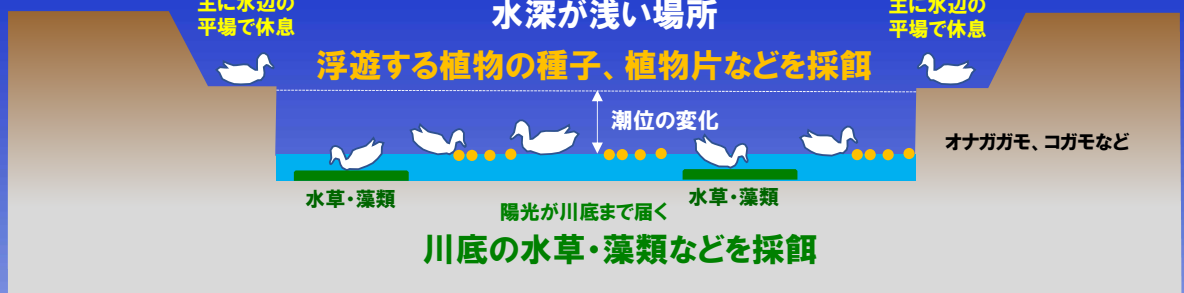 主に水辺の
平場で休息
水深が浅い場所
主に水辺の
平場で休息
浮遊する植物の種子、植物片などを採餌
潮位の変化
オナガガモ、コガモなど
水草・藻類
水草・藻類
陽光が川底まで届く
川底の水草・藻類などを採餌